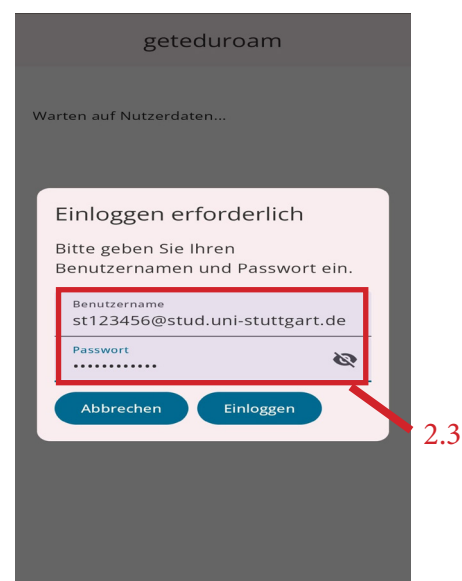 geteduroam
Warten auf Nutzerdaten...
Einloggen erforderlich
Bitte geben Sie Ihren
Benutzernamen und Passwort ein.
Benutzername
st123456@stud.uni-stuttgart.de
Passwort
••••••••••••
Abbrechen Einloggen
2.3